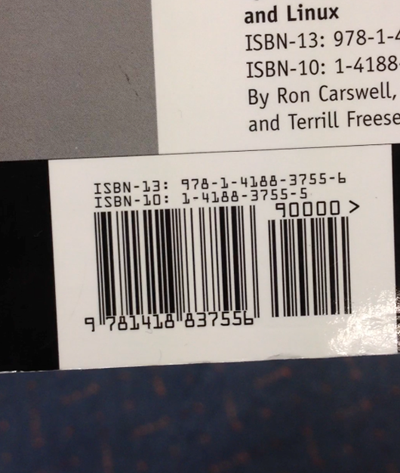 and Linux
ISBN-13: 978-1-4
ISBN-10: 1-4188-
By Ron Carswell,
and Terrill Freese
ISBN-13: 978-1-4188-3755-6
ISBN-10: 1-4188-3755-5
90000>
9 781418 837556